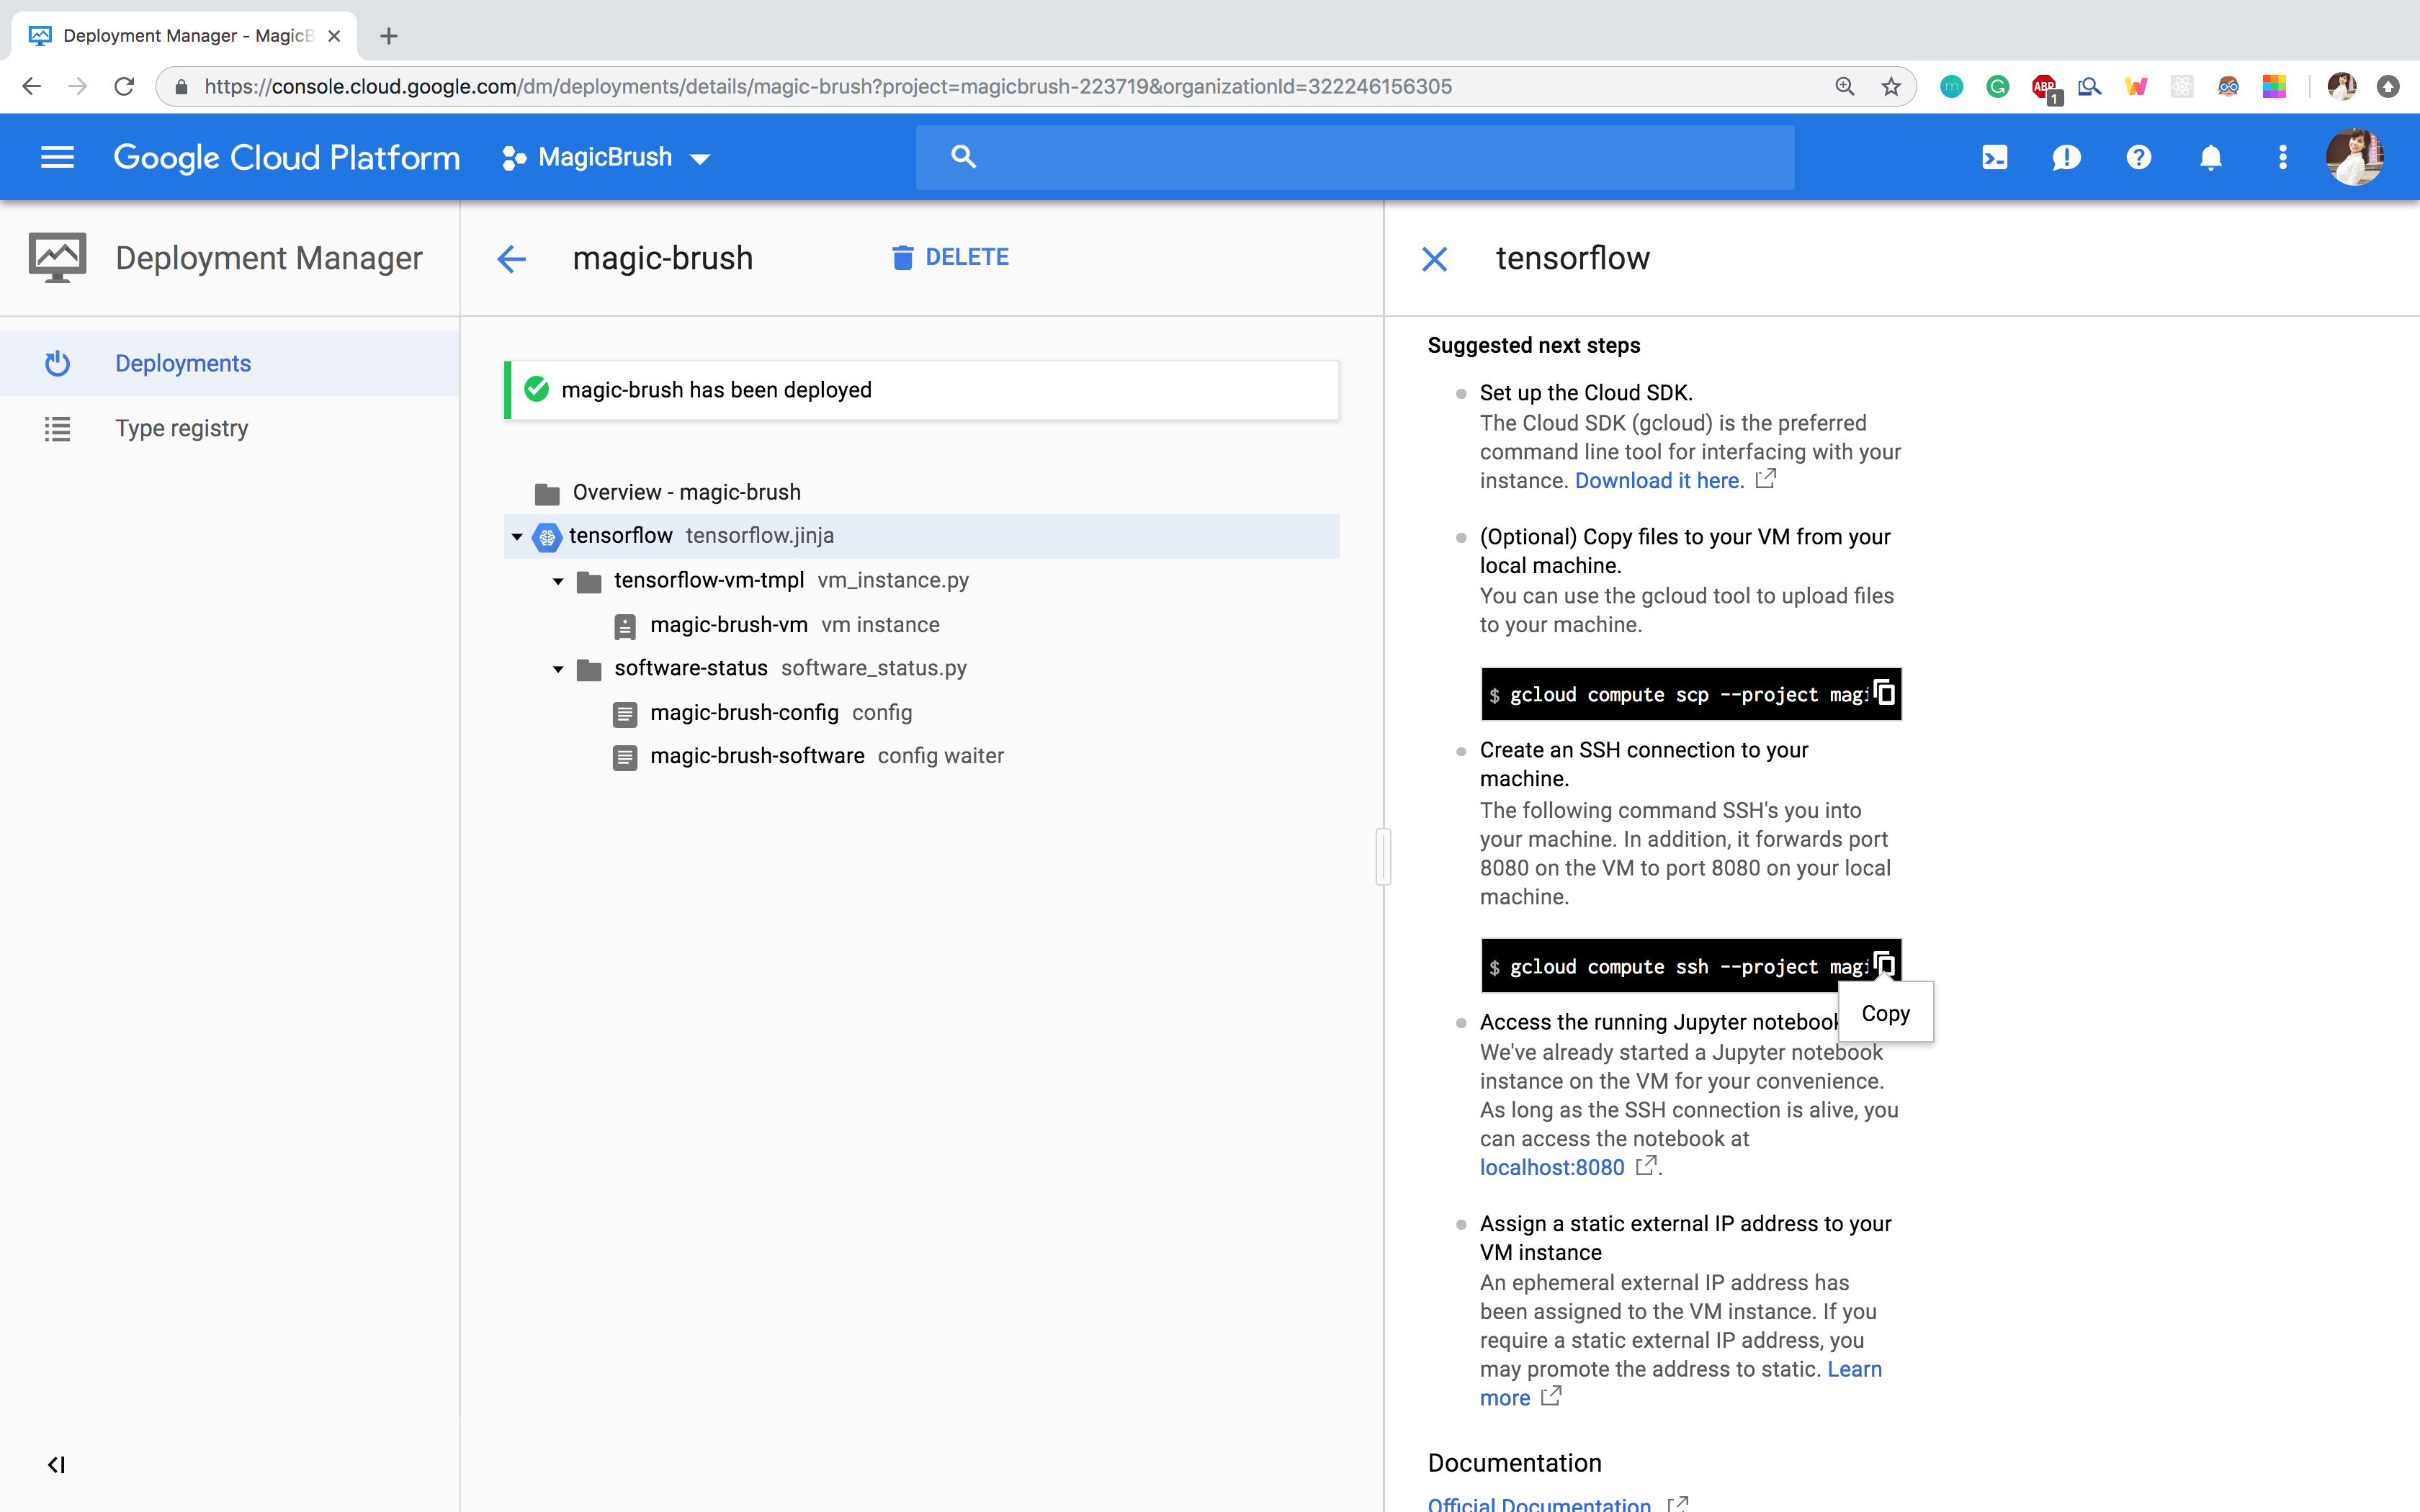 Deployment Manager - MagicB
https://console.cloud.google.com/dm/deployments/details/magic-brush?project=magicbrush-223719&organizationId=322246156305
ABP
1
Google Cloud Platform
MagicBrush
Deployment Manager
magic-brush
DELETE
tensorflow
Deployments
Type registry
magic-brush has been deployed
Overview - magic-brush
tensorflow tensorflow.jinja
tensorflow-vm-tmpl vm_instance.py
magic-brush-vm vm instance
software-status software_status.py
magic-brush-config config
magic-brush-software config waiter
Suggested next steps
Set up the Cloud SDK.
The Cloud SDK (gcloud) is the preferred
command line tool for interfacing with your
instance. Download it here.
(Optional) Copy files to your VM from your
local machine.
You can use the gcloud tool to upload files
to your machine.
$ gcloud compute scp --project magi
Create an SSH connection to your
machine.
The following command SSH's you into
your machine. In addition, it forwards port
8080 on the VM to port 8080 on your local
machine.
$ gcloud compute ssh --project magi
Copy
Access the running Jupyter notebook
We've already started a Jupyter notebook
instance on the VM for your convenience.
As long as the SSH connection is alive, you
can access the notebook at
localhost:8080 .
Assign a static external IP address to your
VM instance
An ephemeral external IP address has
been assigned to the VM instance. If you
require a static external IP address, you
may promote the address to static. Learn
more
Documentation
Official Documentation